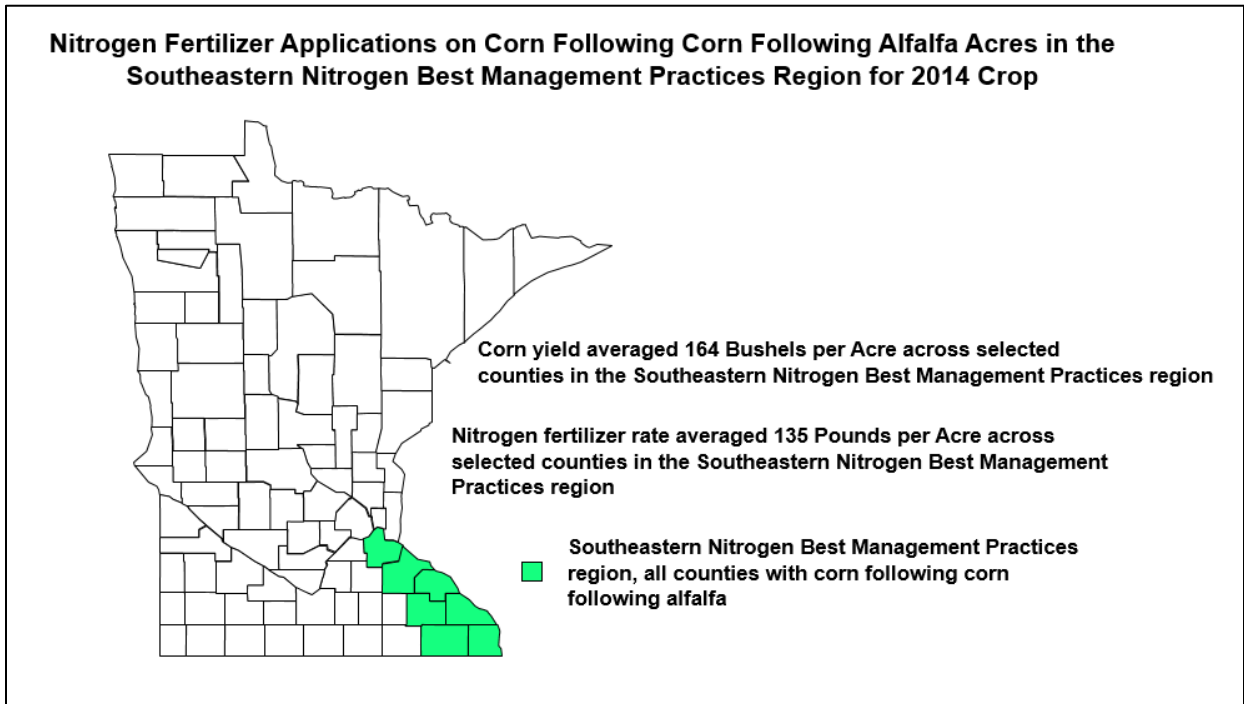 Nitrogen Fertilizer Applications on Corn Following Corn Following Alfalfa Acres in the
Southeastern Nitrogen Best Management Practices Region for 2014 Crop
Corn yield averaged 164 Bushels per Acre across selected
counties in the Southeastern Nitrogen Best Management Practices region
Nitrogen fertilizer rate averaged 135 Pounds per Acre across
selected counties in the Southeastern Nitrogen Best Management
Practices region
Southeastern Nitrogen Best Management Practices
region, all counties with corn following corn
following alfalfa